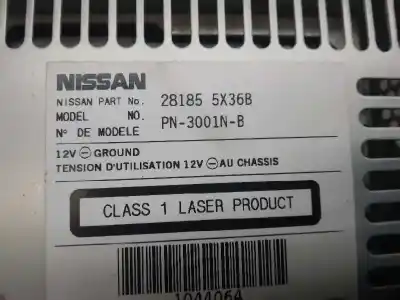 NISSAN
NISSAN PART No. 28185 5X36B
MODEL NO. PN-3001N-B
N° DE MODELE
12V ⊖ GROUND
TENSION D'UTILISATION 12V ⊖ AU CHASSIS
CLASS 1 LASER PRODUCT
1044064